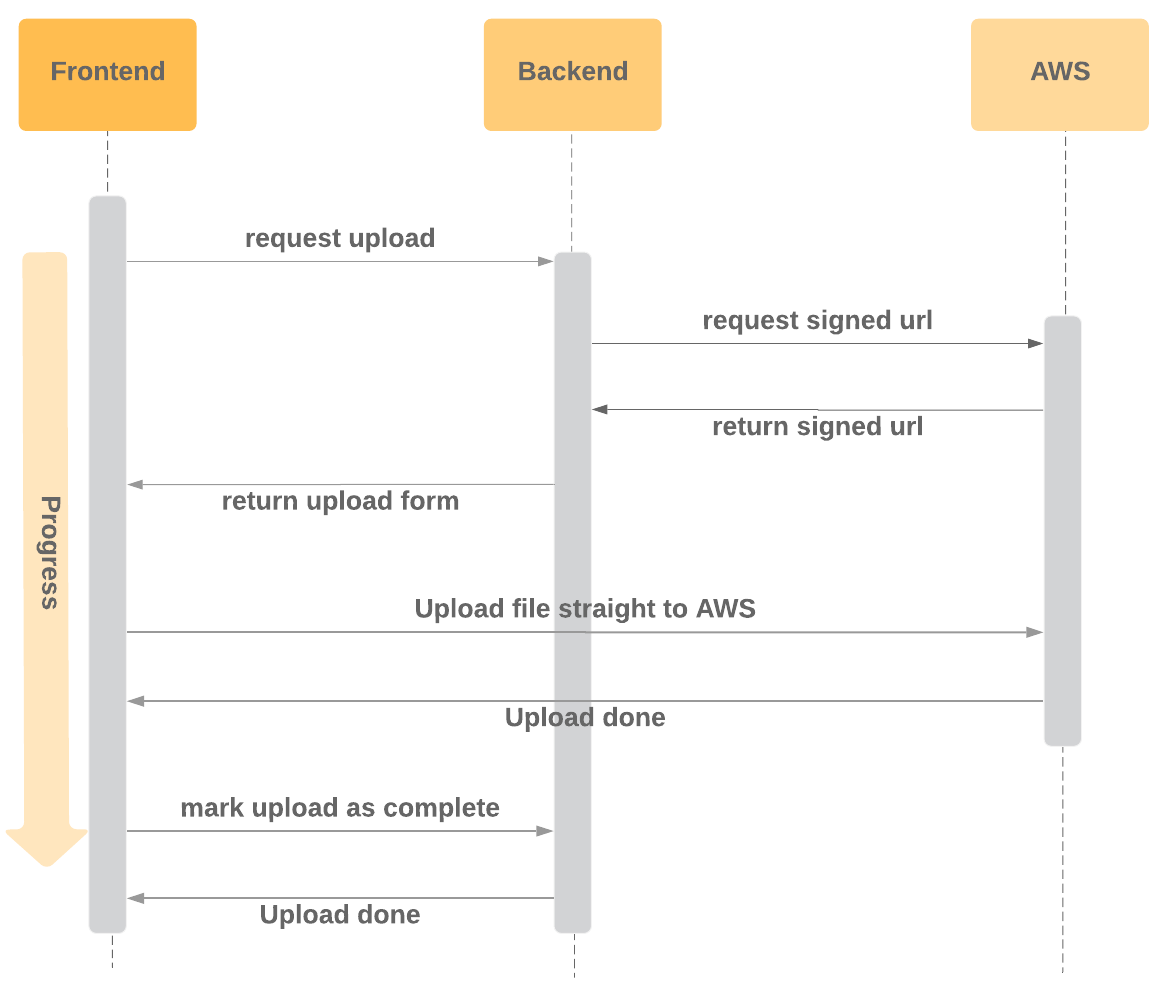 Frontend
Backend
AWS
request upload
request signed url
return signed url
return upload form
Progress
Upload file straight to AWS
Upload done
mark upload as complete
Upload done